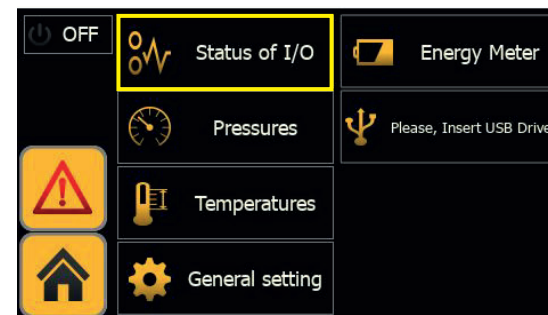 OFF
Status of I/O
Energy Meter
Pressures
Please, Insert USB Drive
Temperatures
General setting